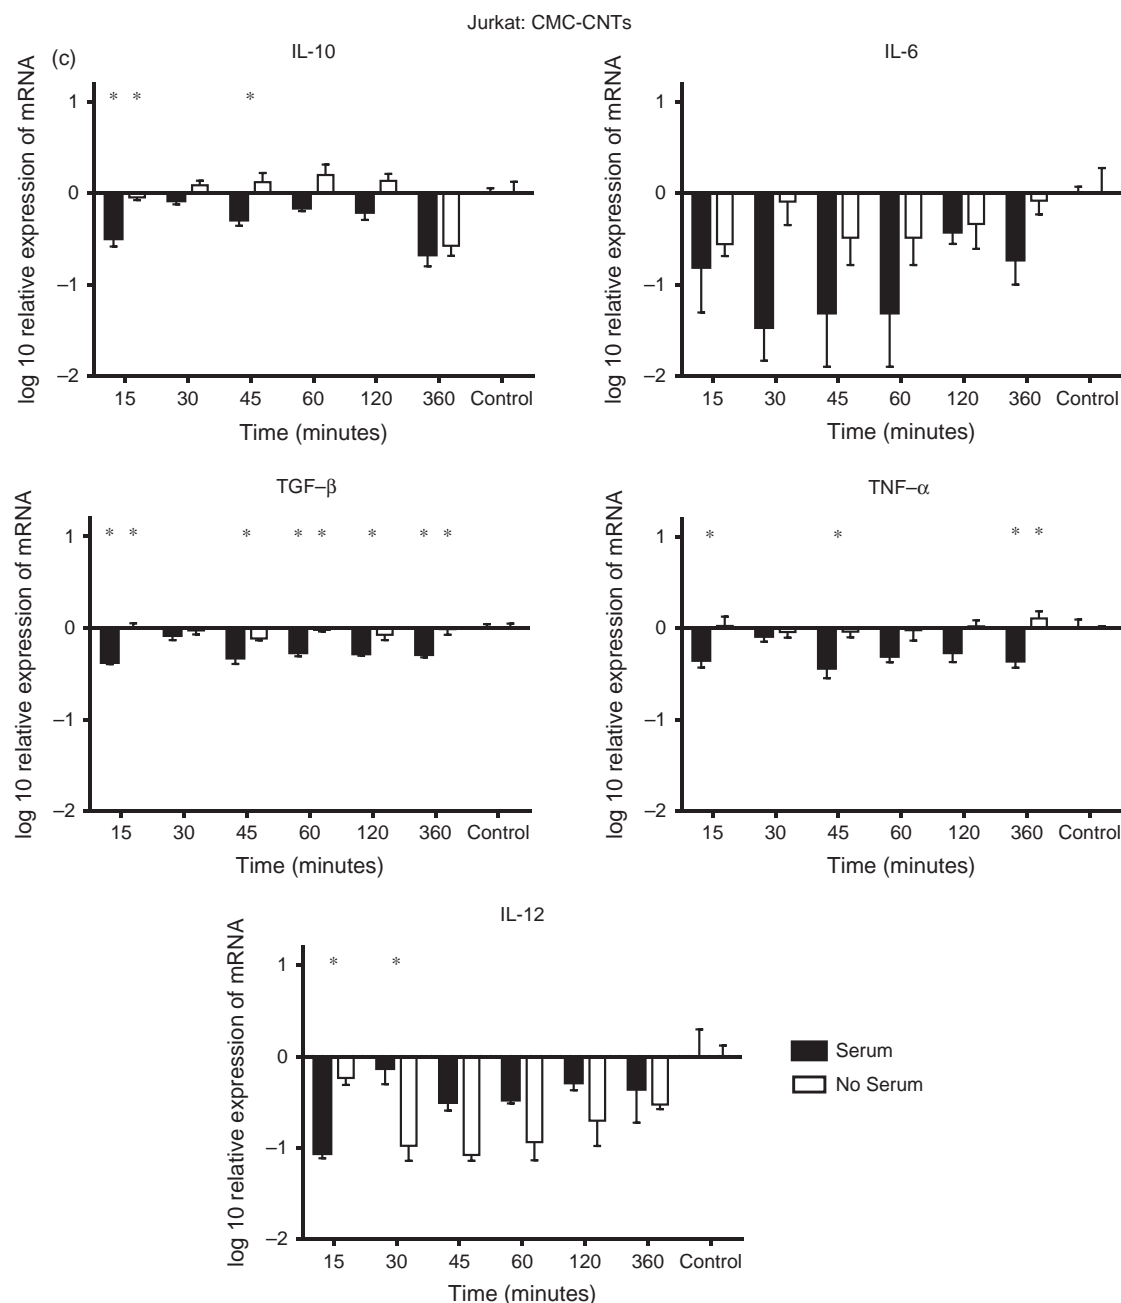 Jurkat: CMC-CNTs
(c)
IL-10
log 10 relative expression of mRNA
* * *
1
0
–1
–2
15 30 45 60 120 360 Control
Time (minutes)
IL-6
log 10 relative expression of mRNA
1
0
–1
–2
15 30 45 60 120 360 Control
Time (minutes)
TGF–β
log 10 relative expression of mRNA
* * * * * * * *
1
0
–1
–2
15 30 45 60 120 360 Control
Time (minutes)
TNF–α
log 10 relative expression of mRNA
* * * *
1
0
–1
–2
15 30 45 60 120 360 Control
Time (minutes)
IL-12
log 10 relative expression of mRNA
* *
1
0
–1
–2
15 30 45 60 120 360 Control
Time (minutes)
Serum
No Serum